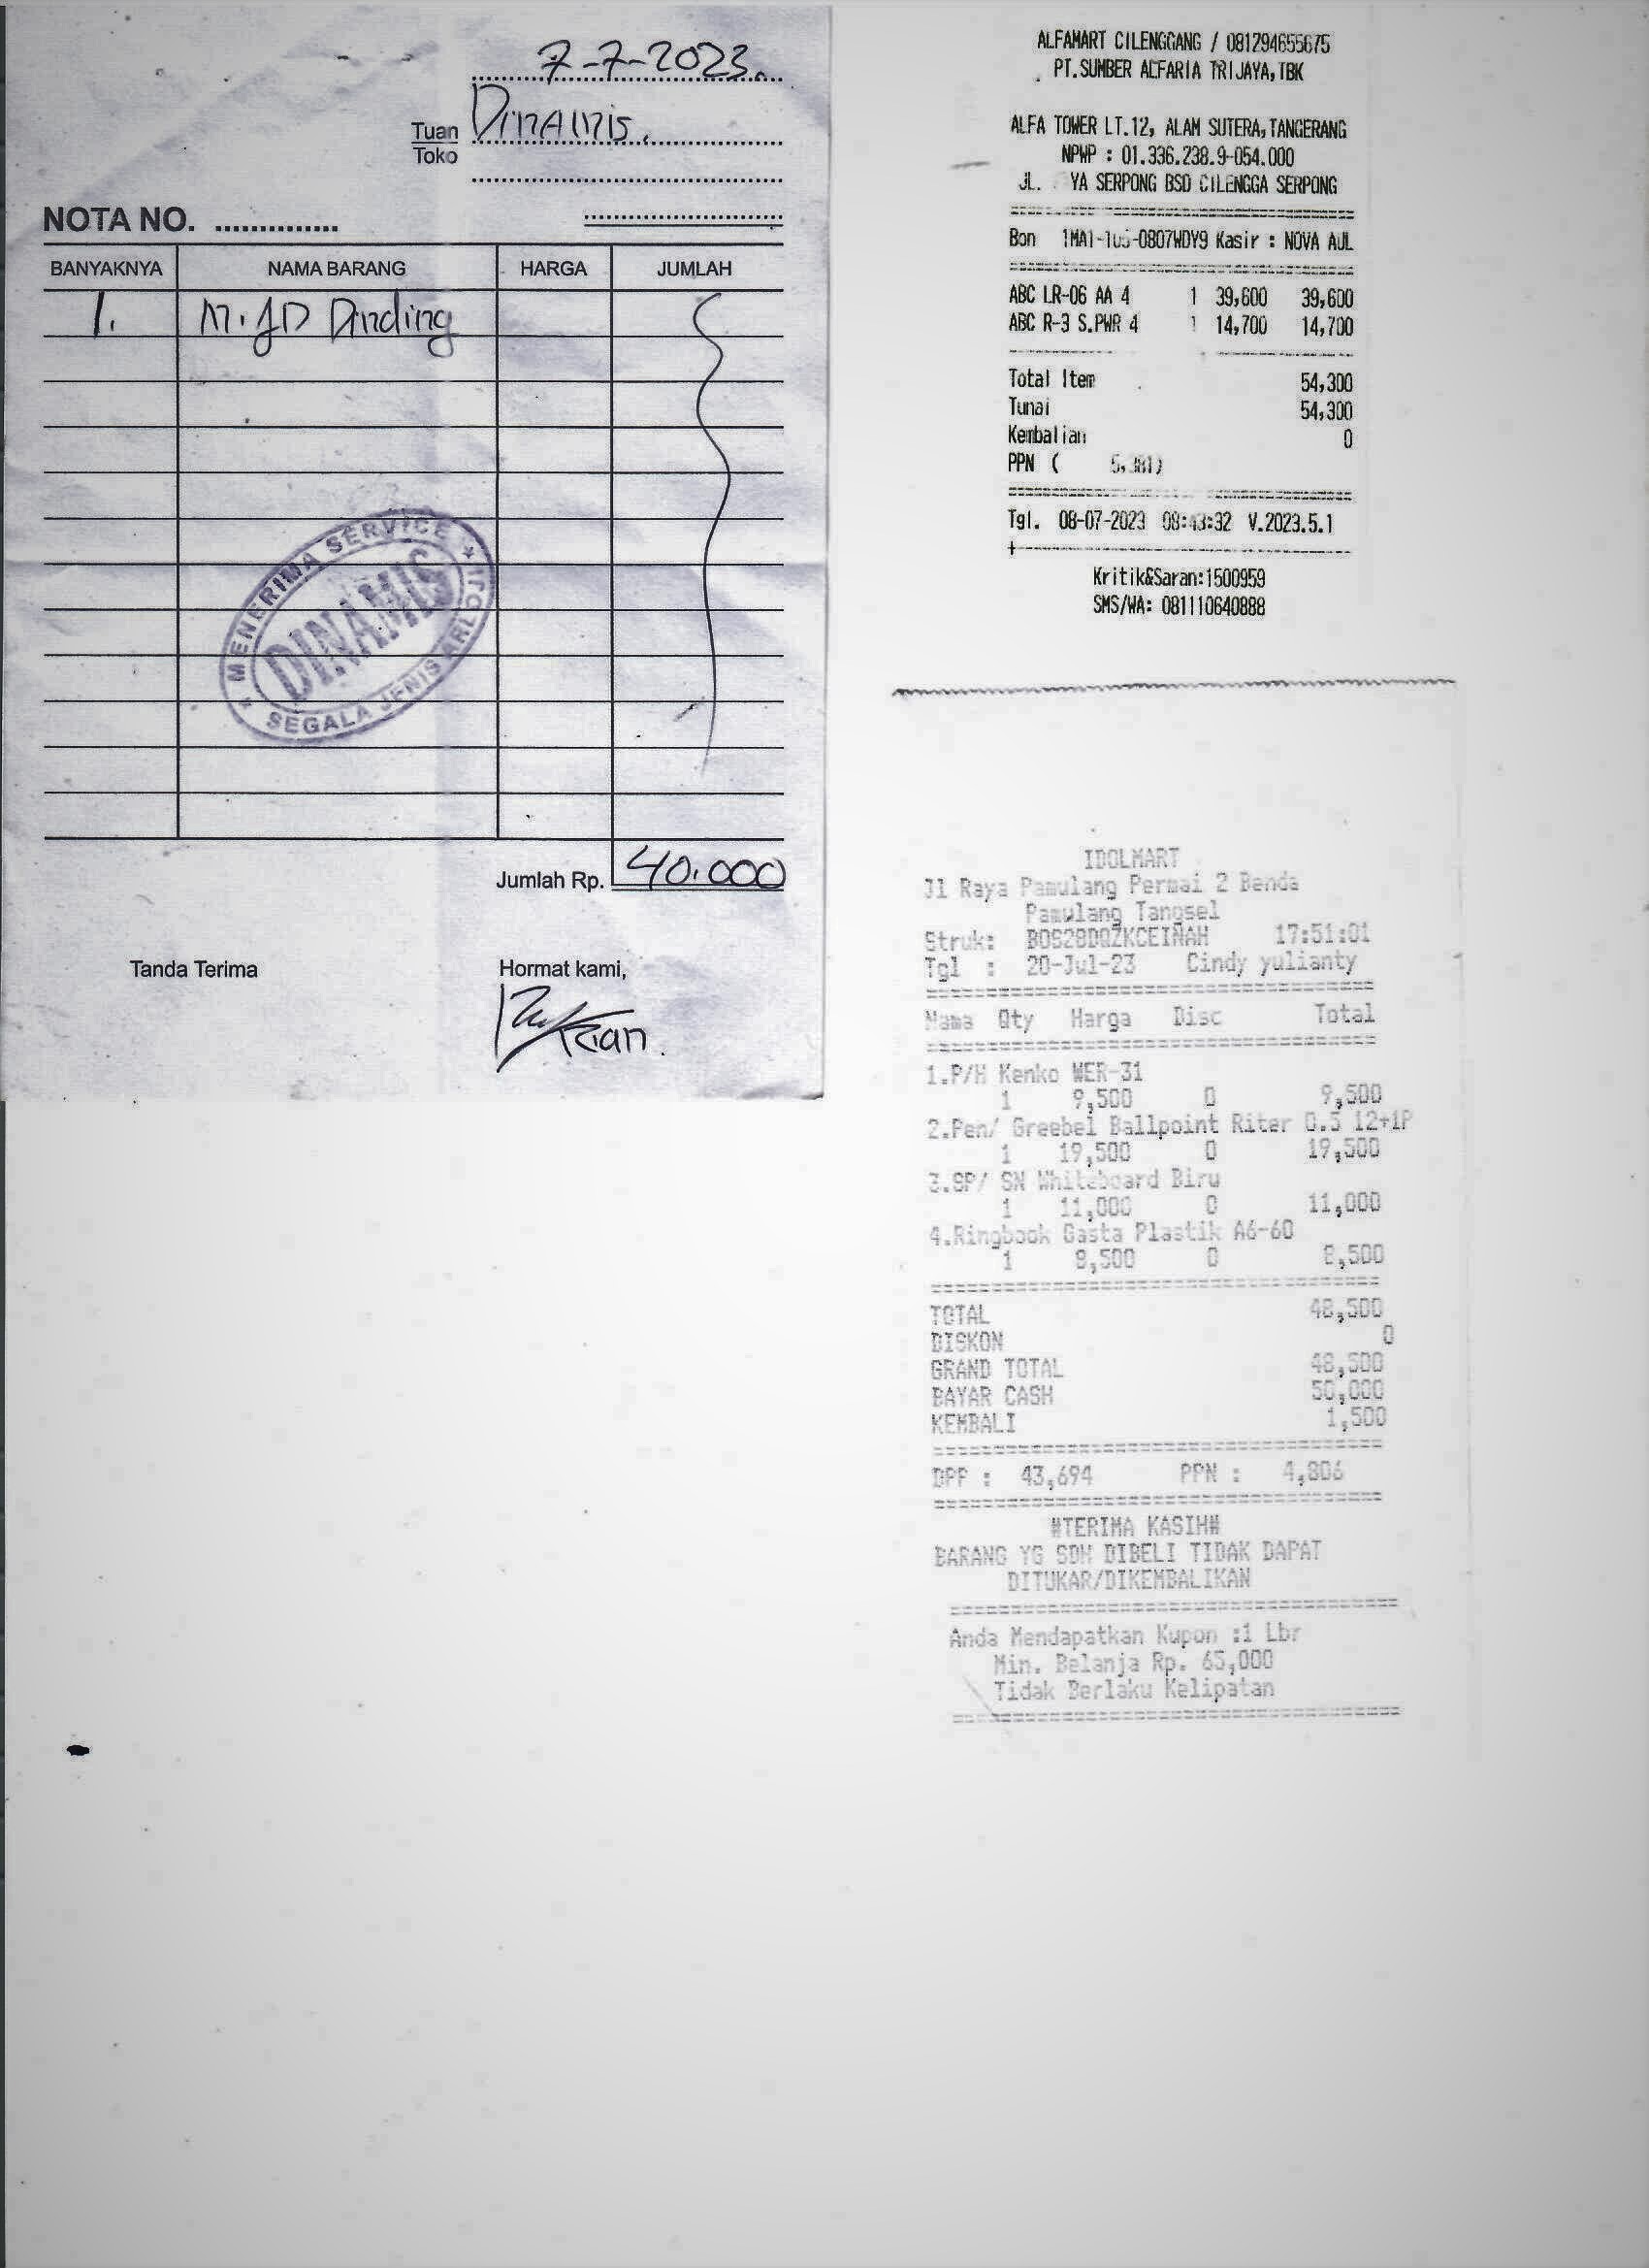 7-7-2023.
Tuan Dinamis.
Toko
NOTA NO. ..............
BANYAKNYA NAMA BARANG HARGA JUMLAH
1. M. JD Dinding
MENERIMA SERVICE
DINAMIS
SEGALA JENIS ARLOJI
Jumlah Rp. 40.000
Tanda Terima Hormat kami,
ALFAMART CILENGGANG / 081294655675
PT.SUMBER ALFARIA TRIJAYA,TBK
ALFA TOWER LT.12, ALAM SUTERA,TANGERANG
NPWP : 01.336.238.9-054.000
JL. YA SERPONG BSD CILENGGA SERPONG
Bon Kasir : NOVA AUL
ABC LR-06 AA 4 1 39,600 39,600
ABC R-3 S.PWR 4 1 14,700 14,700
Total Item 54,300
Tunai 54,300
Kembalian 0
PPN ( 5,381)
Tgl. 08-07-2023 08:43:32 V.2023.5.1
Kritik&Saran:1500959
SMS/WA: 081110640888
IDOLMART
Jl Raya Pamulang Permai 2 Benda
Pamulang Tangsel
Struk: BOS28DQZKCEINAH 17:51:01
Tgl : 20-Jul-23 Cindy yulianty
Nama Qty Harga Disc Total
1.P/H Kenko WER-31
1 9,500 0 9,500
2.Pen/ Greebel Ballpoint Riter 0.5 12+1P
1 19,500 0 19,500
3.SP/ SN Whiteboard Biru
1 11,000 0 11,000
4.Ringbook Gasta Plastik A6-60
1 8,500 0 8,500
TOTAL 48,500
DISKON 0
GRAND TOTAL 48,500
BAYAR CASH 50,000
KEMBALI 1,500
DPP : 43,694 PPN : 4,806
#TERIMA KASIH#
BARANG YG SDH DIBELI TIDAK DAPAT
DITUKAR/DIKEMBALIKAN
Anda Mendapatkan Kupon :1 Lbr
Min. Belanja Rp. 65,000
Tidak Berlaku Kelipatan